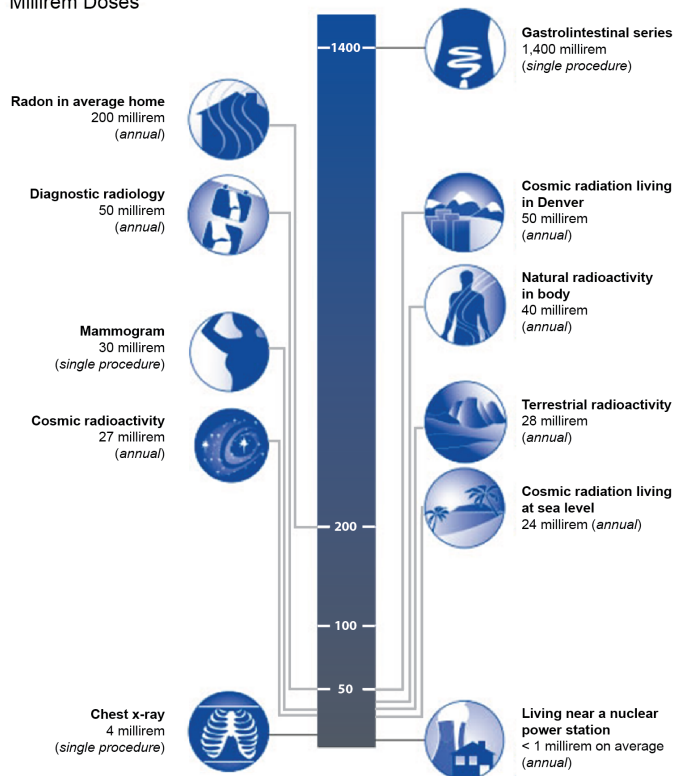 Millirem Doses
1400
Gastrolintestinal series
1,400 millirem
(single procedure)
Radon in average home
200 millirem
(annual)
Diagnostic radiology
50 millirem
(annual)
Cosmic radiation living
in Denver
50 millirem
(annual)
Natural radioactivity
in body
40 millirem
(annual)
Mammogram
30 millirem
(single procedure)
Terrestrial radioactivity
28 millirem
(annual)
Cosmic radioactivity
27 millirem
(annual)
Cosmic radiation living
at sea level
24 millirem (annual)
200
100
50
Chest x-ray
4 millirem
(single procedure)
Living near a nuclear
power station
< 1 millirem on average
(annual)